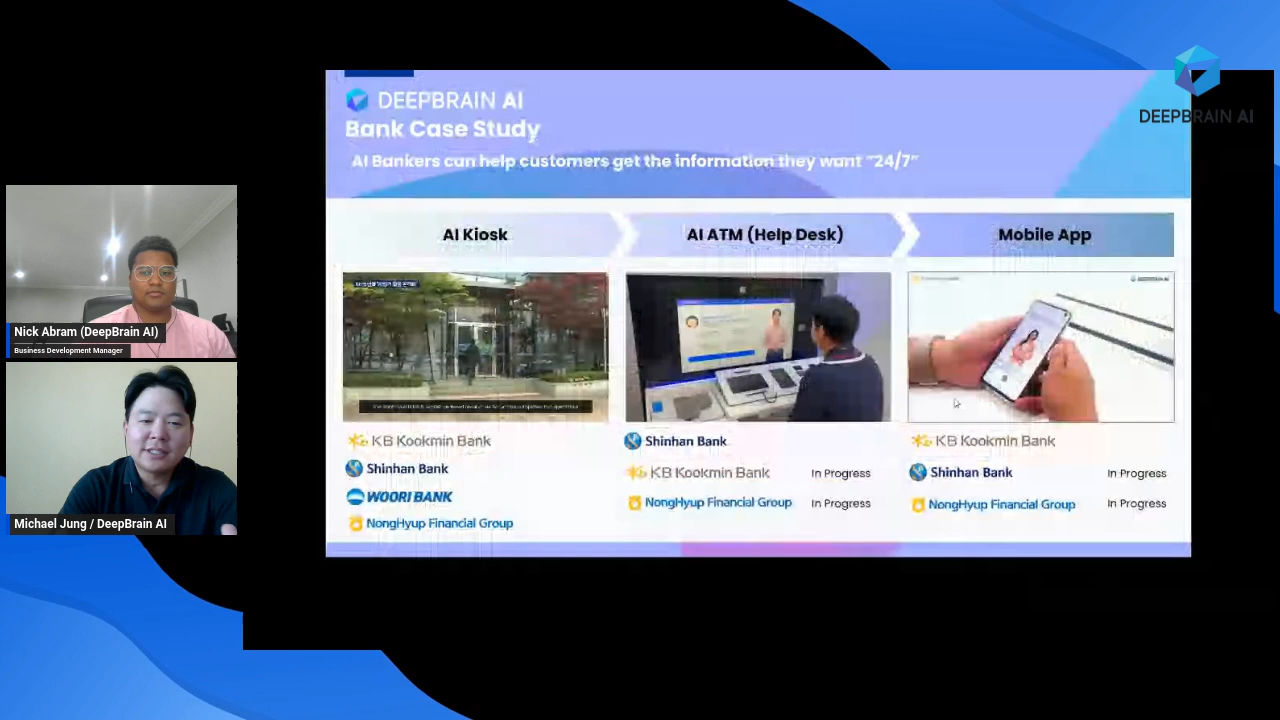 DEEPBRAIN AI
DEEPBRAIN AI
Bank Case Study
AI Bankers can help customers get the information they want “24/7”
AI Kiosk
AI ATM (Help Desk)
Mobile App
KB Kookmin Bank
Shinhan Bank
WOORI BANK
NongHyup Financial Group
Shinhan Bank
KB Kookmin Bank In Progress
NongHyup Financial Group In Progress
KB Kookmin Bank
Shinhan Bank In Progress
NongHyup Financial Group In Progress
Nick Abram (DeepBrain AI)
Business Development Manager
Michael Jung / DeepBrain AI